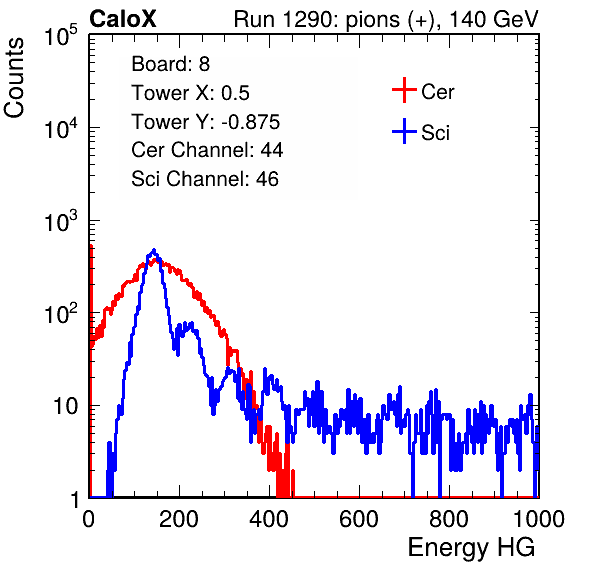 CaloX Run 1290: pions (+), 140 GeV
Counts
10^5
10^4
10^3
10^2
10
1
Board: 8
Tower X: 0.5
Tower Y: -0.875
Cer Channel: 44
Sci Channel: 46
Cer
Sci
0 200 400 600 800 1000
Energy HG